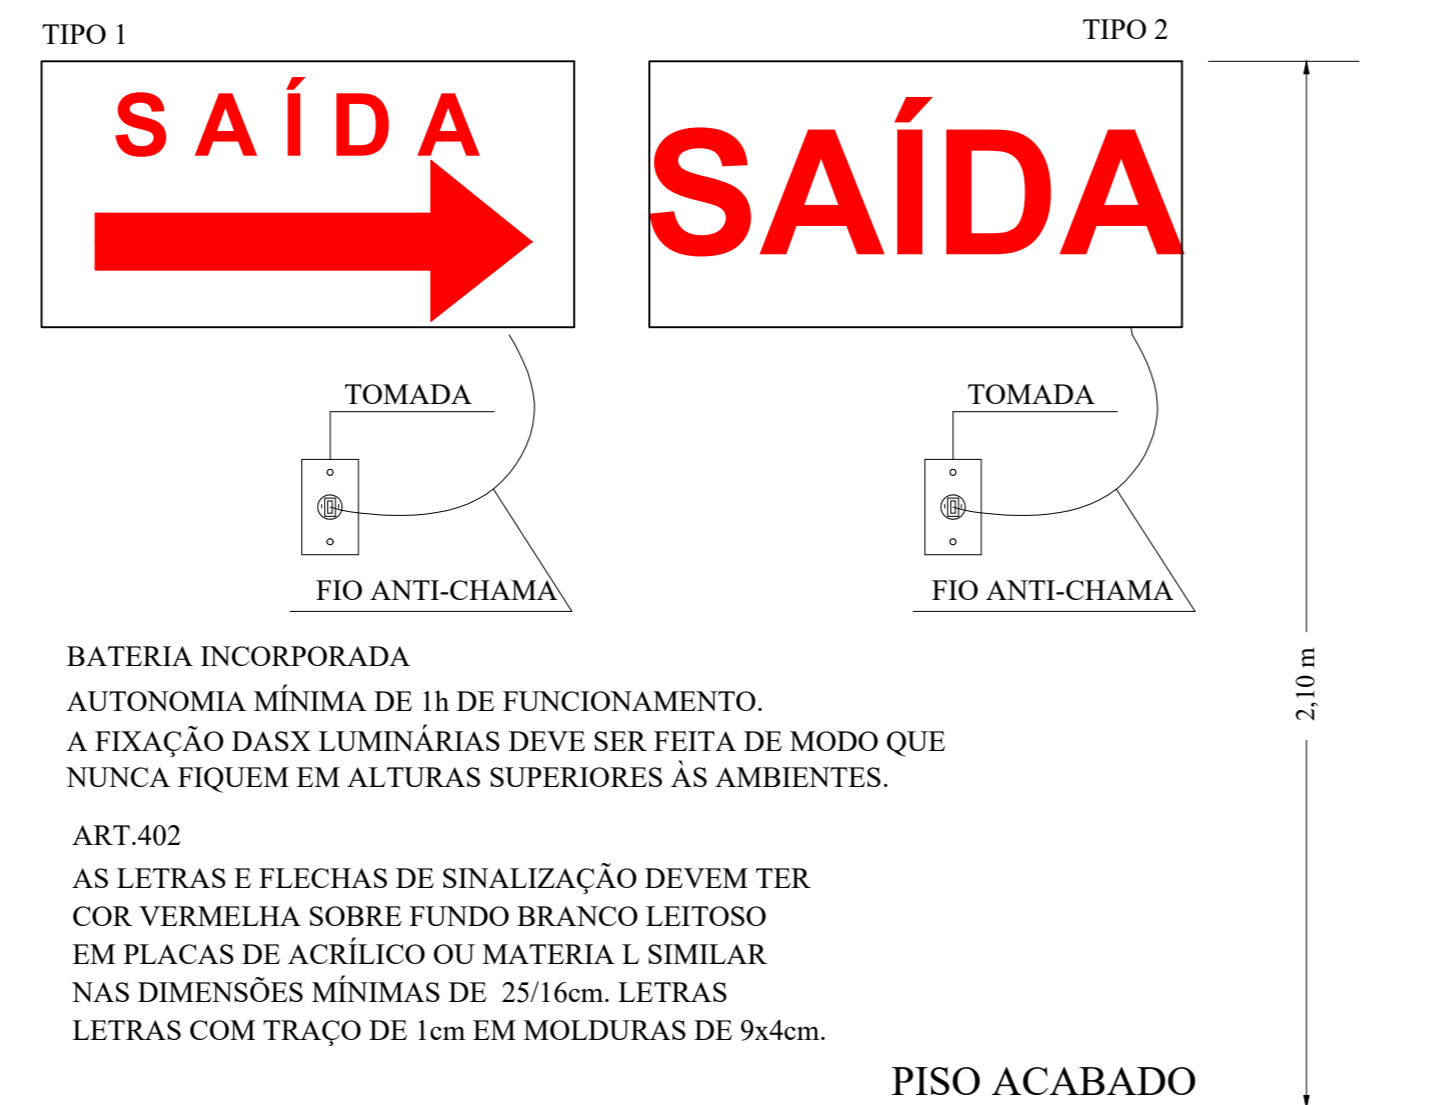 TIPO 1
TIPO 2
S A Í D A
SAÍDA
TOMADA
TOMADA
FIO ANTI-CHAMA
FIO ANTI-CHAMA
BATERIA INCORPORADA
AUTONOMIA MÍNIMA DE 1h DE FUNCIONAMENTO.
A FIXAÇÃO DASX LUMINÁRIAS DEVE SER FEITA DE MODO QUE
NUNCA FIQUEM EM ALTURAS SUPERIORES ÀS AMBIENTES.
2,10 m
ART.402
AS LETRAS E FLECHAS DE SINALIZAÇÃO DEVEM TER
COR VERMELHA SOBRE FUNDO BRANCO LEITOSO
EM PLACAS DE ACRÍLICO OU MATERIA L SIMILAR
NAS DIMENSÕES MÍNIMAS DE  25/16cm. LETRAS
LETRAS COM TRAÇO DE 1cm EM MOLDURAS DE 9x4cm.
PISO ACABADO